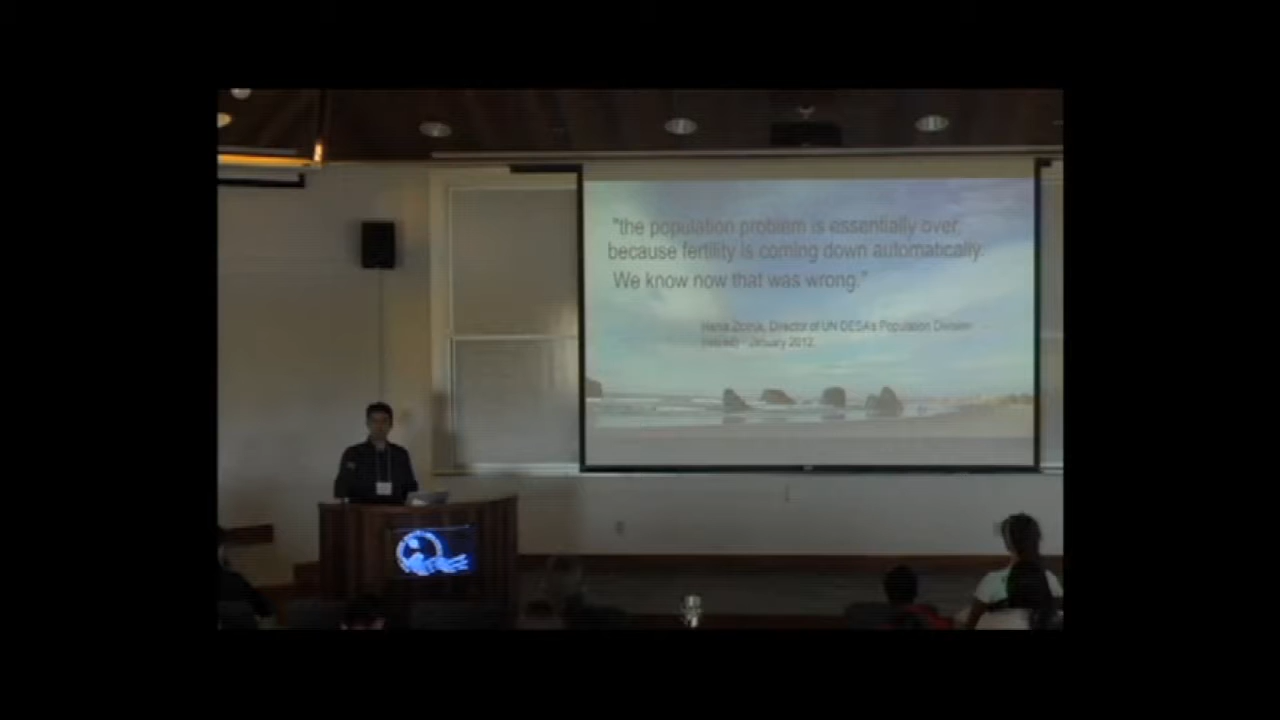 "the population problem is essentially over,
because fertility is coming down automatically.
We know now that was wrong."
Director of UN DESA's Population Division
January 2012